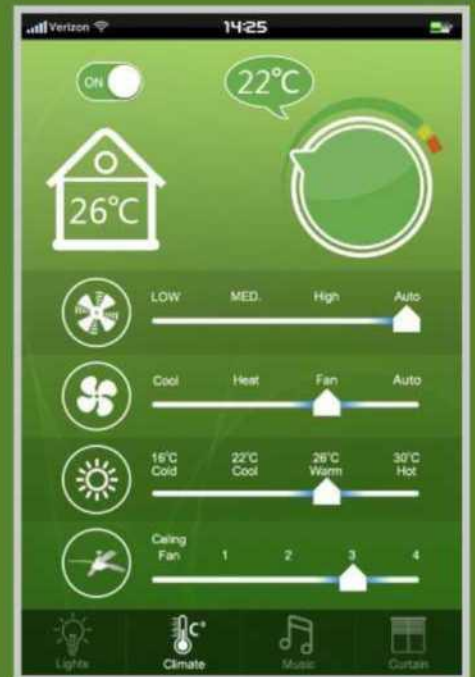 Verizon 14:25
ON
22°C
26°C
LOW MED. High Auto
Cool Heat Fan Auto
16°C 22°C 26°C 30°C
Cold Cool Warm Hot
Celing
Fan 1 2 3 4
C°
Lights Climate Music Curtain